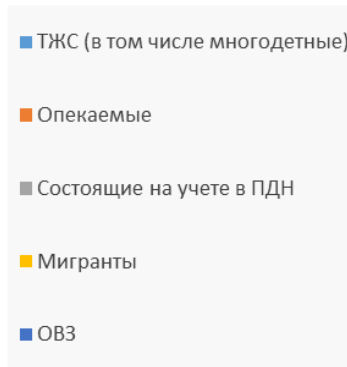 ТЖС (в том числе многодетные)
Опекаемые
Состоящие на учете в ПДН
Мигранты
ОВЗ